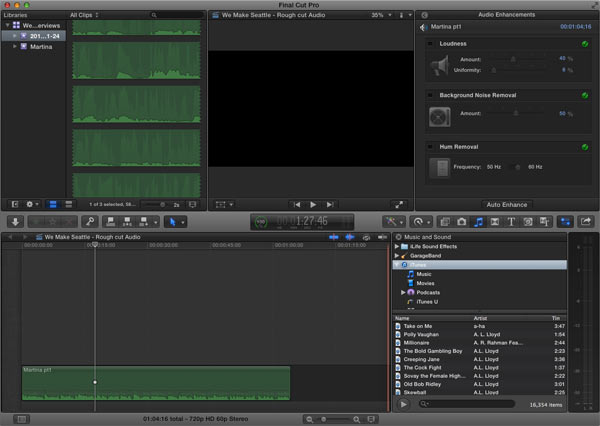 Final Cut Pro
Libraries
All Clips
We Make Seattle - Rough cut Audio
35%
Audio Enhancements
We...erviews
201...1-24
Martina
Martina pt1
00:01:04:16
Loudness
Amount:
40 %
Uniformity:
6 %
Background Noise Removal
Amount:
50 %
Hum Removal
Frequency: 50 Hz
60 Hz
1 of 3 selected, 56...
2s
Auto Enhance
100
1:27:46
We Make Seattle - Rough cut Audio
00:00:00:00
00:00:15:00
00:00:30:00
00:00:45:00
00:01:00:00
00:01:15:00
Martina pt1
Music and Sound
iLife Sound Effects
GarageBand
iTunes
Music
Movies
Podcasts
iTunes U
Name
Artist
Tim
Take on Me
a-ha
3:47
Polly Vaughan
A.L. Lloyd
1:54
Millionaire
A. R. Rahman Fea...
2:44
The Bold Gambling Boy
A.L. Lloyd
2:25
Creeping Jane
A.L. Lloyd
3:36
The Cock Fight
A.L. Lloyd
1:37
Sovay the Female High...
A.L. Lloyd
2:22
Old Bob Ridley
A.L. Lloyd
3:01
Skewball
A.L. Lloyd
2:25
16,354 items
01:04:16 total - 720p HD 60p Stereo